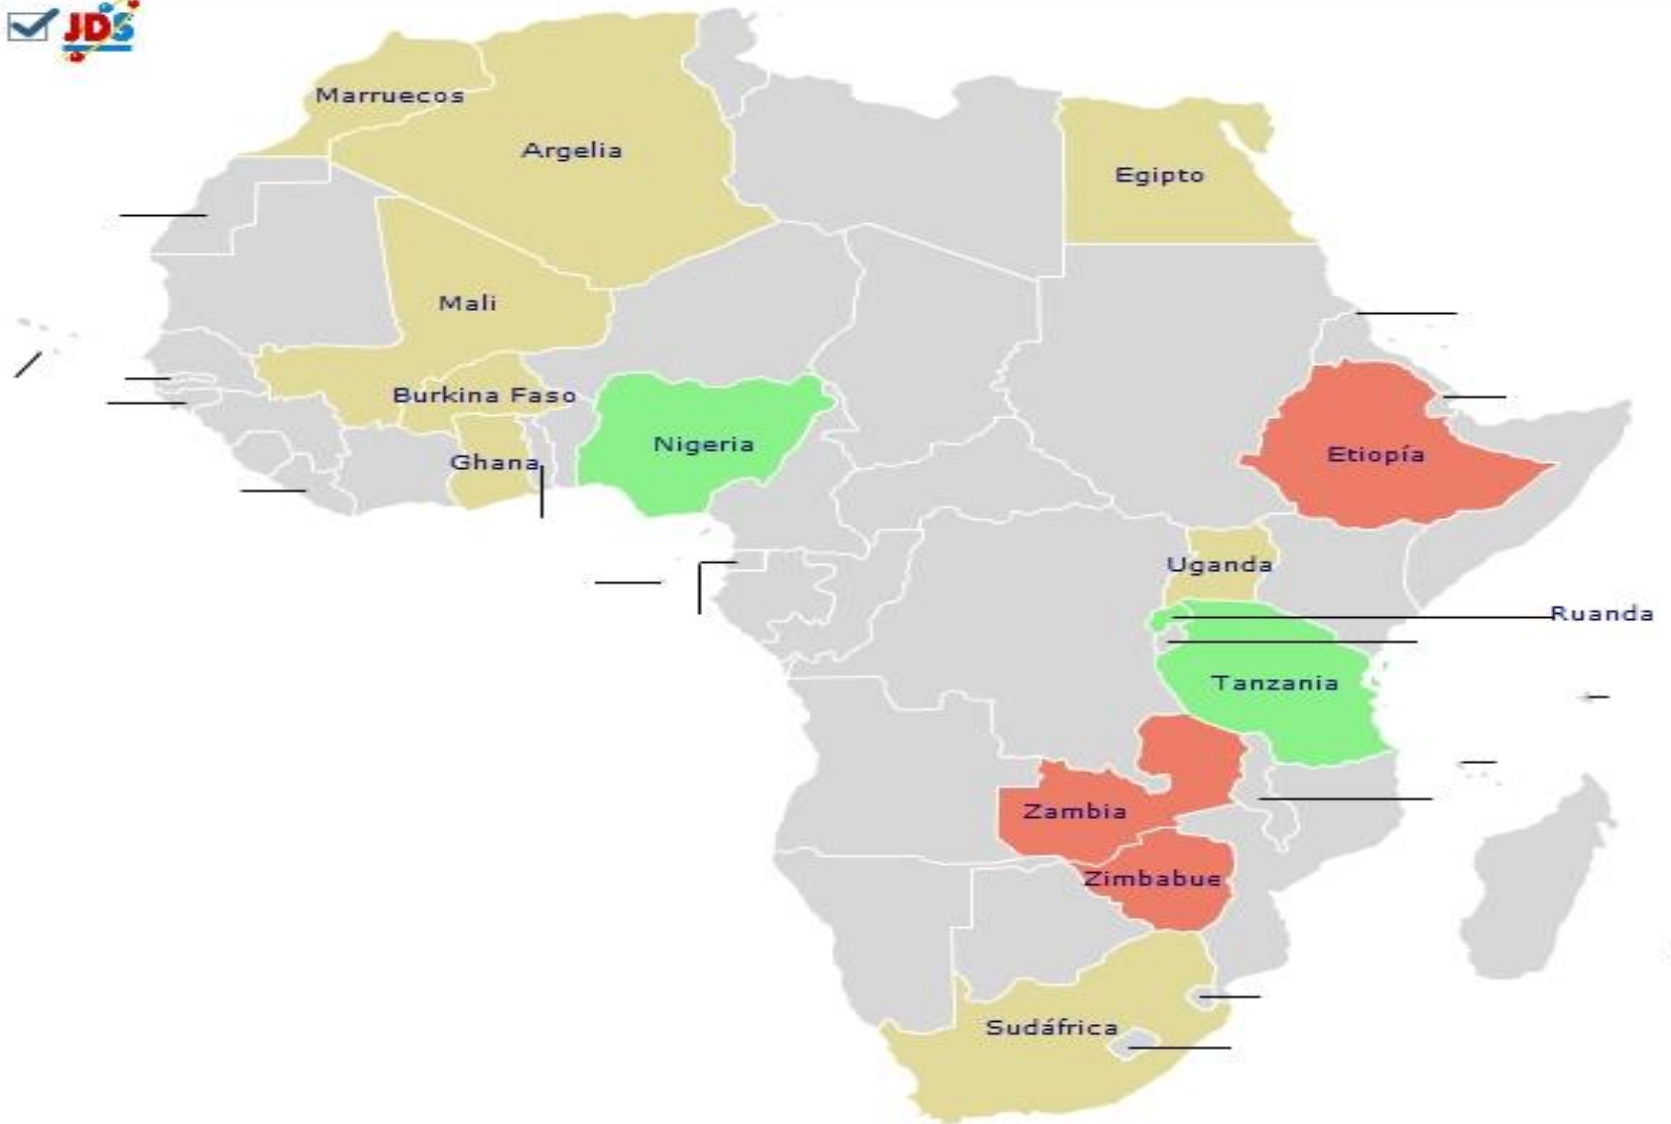 JDS
Marruecos
Argelia
Egipto
Mali
Burkina Faso
Nigeria
Ghana
Etiopía
Uganda
Ruanda
Tanzania
Zambia
Zimbabue
Sudáfrica